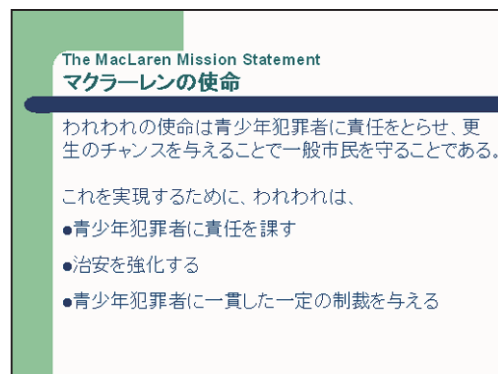 The MacLaren Mission Statement
マクラーレンの使命
われわれの使命は青少年犯罪者に責任をとらせ、更
生のチャンスを与えることで一般市民を守ることである。
これを実現するために、われわれは、
●青少年犯罪者に責任を課す
●治安を強化する
●青少年犯罪者に一貫した一定の制裁を与える